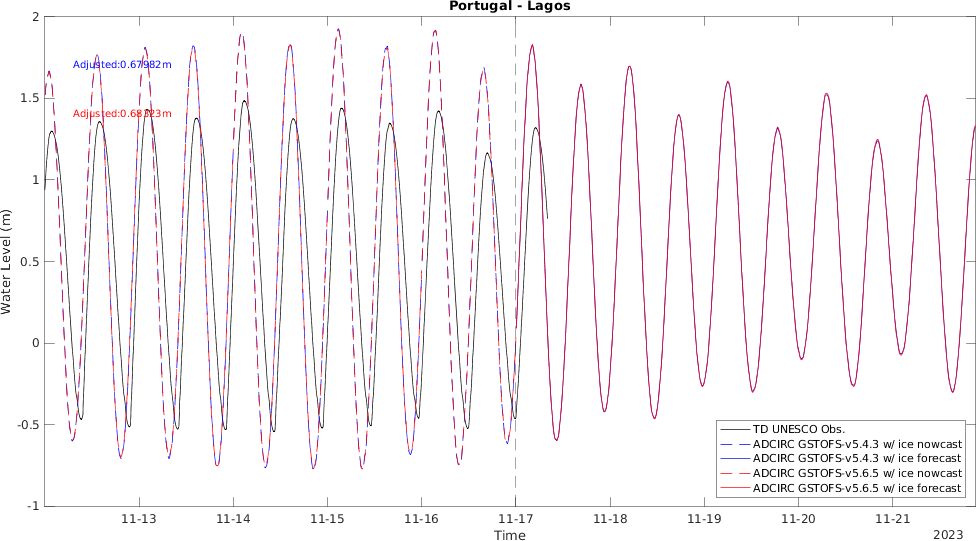 Portugal - Lagos
2
1.5
1
0.5
0
-0.5
-1
Water Level (m)
Adjusted:0.67982m
Adjusted:0.68323m
TD UNESCO Obs.
ADCIRC GSTOFS-v5.4.3 w/ ice nowcast
ADCIRC GSTOFS-v5.4.3 w/ ice forecast
ADCIRC GSTOFS-v5.6.5 w/ ice nowcast
ADCIRC GSTOFS-v5.6.5 w/ ice forecast
11-13 11-14 11-15 11-16 11-17 11-18 11-19 11-20 11-21
Time
2023